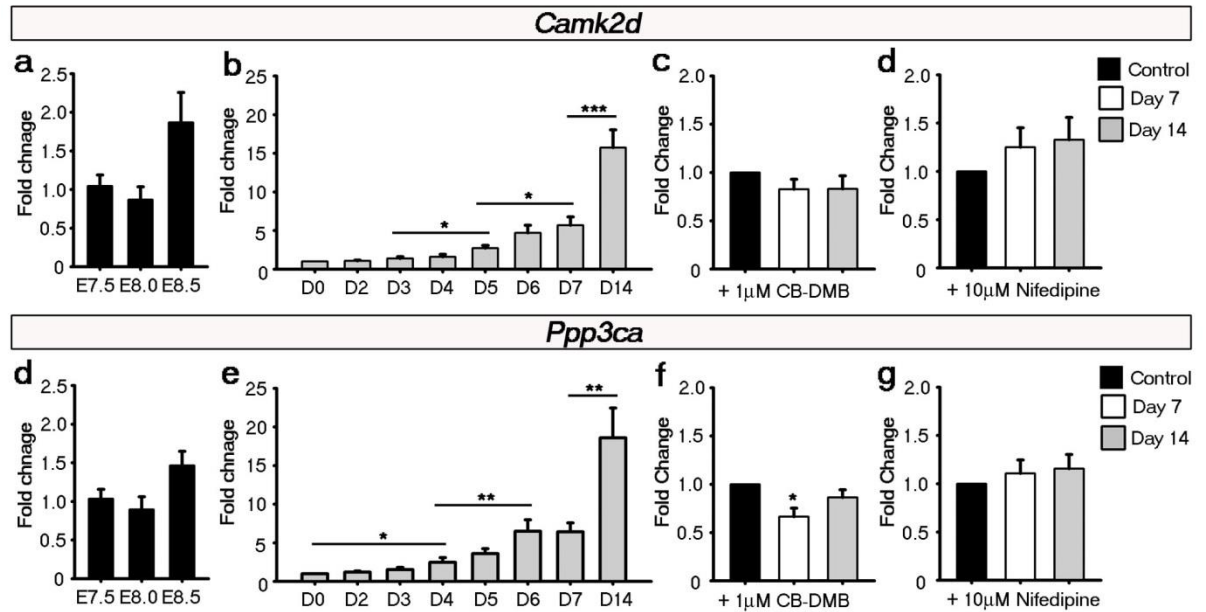 Camk2d
a
Fold chnage
2.5
2.0
1.5
1.0
0.5
0
E7.5 E8.0 E8.5
b
Fold chnage
25
20
15
10
5
0
* * ***
D0 D2 D3 D4 D5 D6 D7 D14
c
Fold Change
2.0
1.5
1.0
0.5
0
+ 1µM CB-DMB
d
Fold Change
2.0
1.5
1.0
0.5
0
+ 10µM Nifedipine
Control
Day 7
Day 14
Ppp3ca
d
Fold chnage
2.5
2.0
1.5
1.0
0.5
0
E7.5 E8.0 E8.5
e
Fold chnage
25
20
15
10
5
0
* ** **
D0 D2 D3 D4 D5 D6 D7 D14
f
Fold Change
2.0
1.5
1.0
0.5
0
*
+ 1µM CB-DMB
g
Fold Change
2.0
1.5
1.0
0.5
0
+ 10µM Nifedipine
Control
Day 7
Day 14